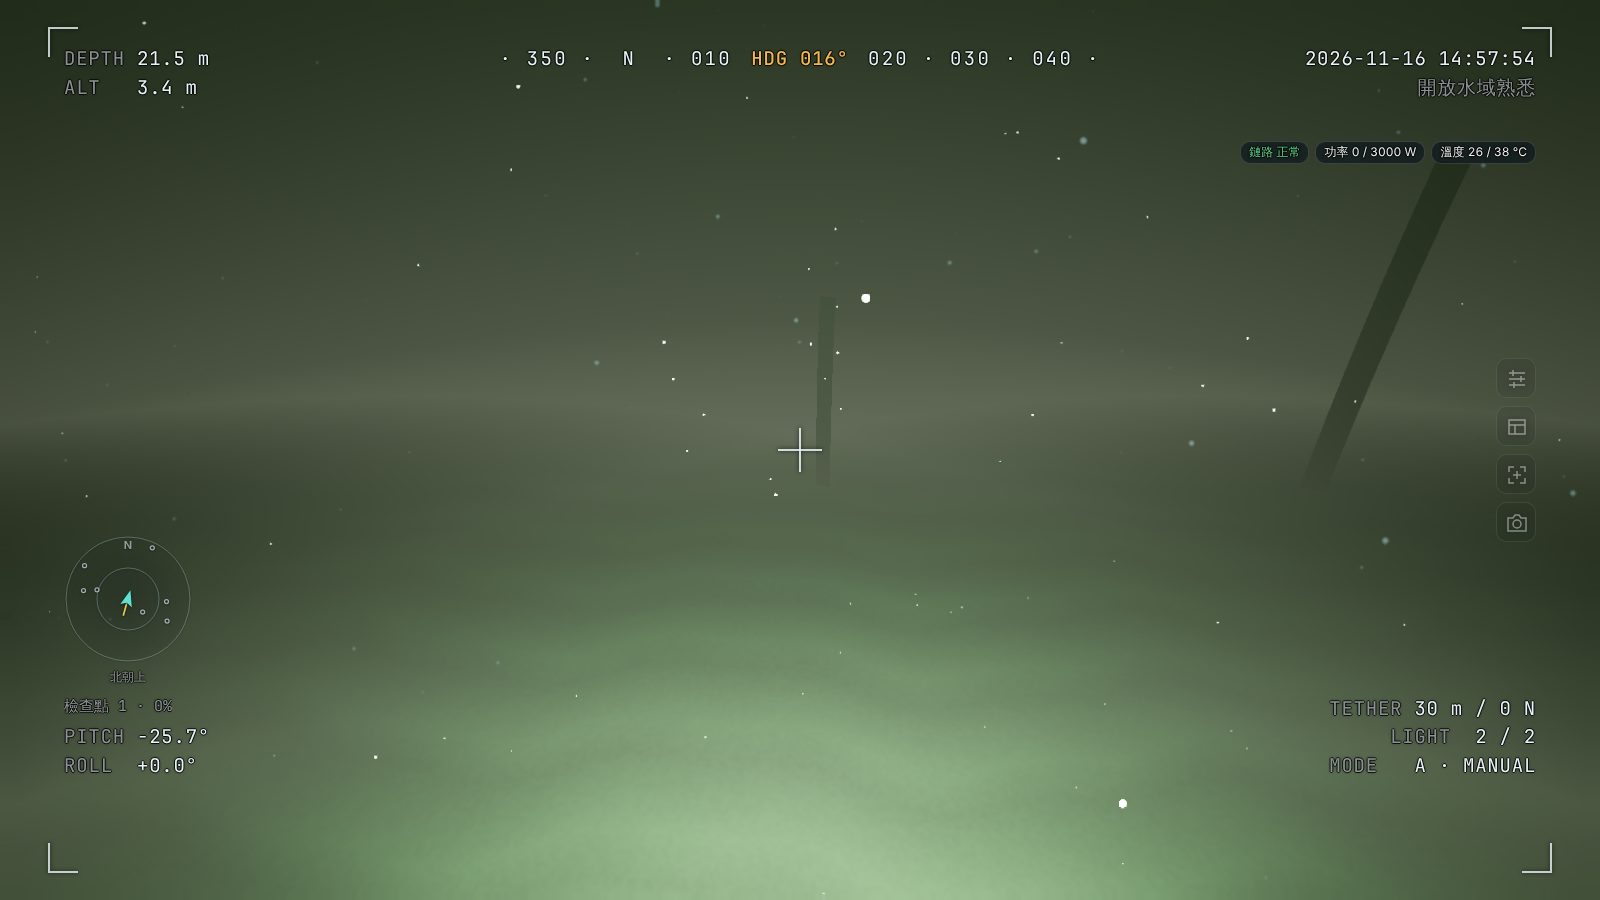 DEPTH 21.5 m
ALT 3.4 m
· 350 · N · 010 HDG 016° 020 · 030 · 040 ·
2026-11-16 14:57:54
開放水域熟悉
鏈路 正常
功率 0 / 3000 W
溫度 26 / 38 °C
N
北朝上
檢查點 1 · 0%
PITCH -25.7°
ROLL +0.0°
TETHER 30 m / 0 N
LIGHT 2 / 2
MODE A · MANUAL